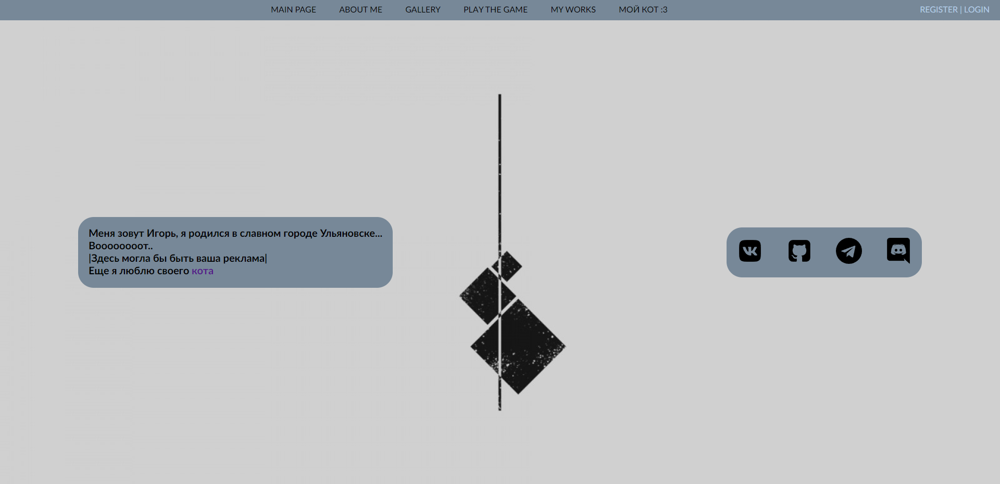 MAIN PAGE ABOUT ME GALLERY PLAY THE GAME MY WORKS МОЙ КОТ :3 REGISTER | LOGIN
Меня зовут Игорь, я родился в славном городе Ульяновске...
Воооооооот..
|Здесь могла бы быть ваша реклама|
Еще я люблю своего кота